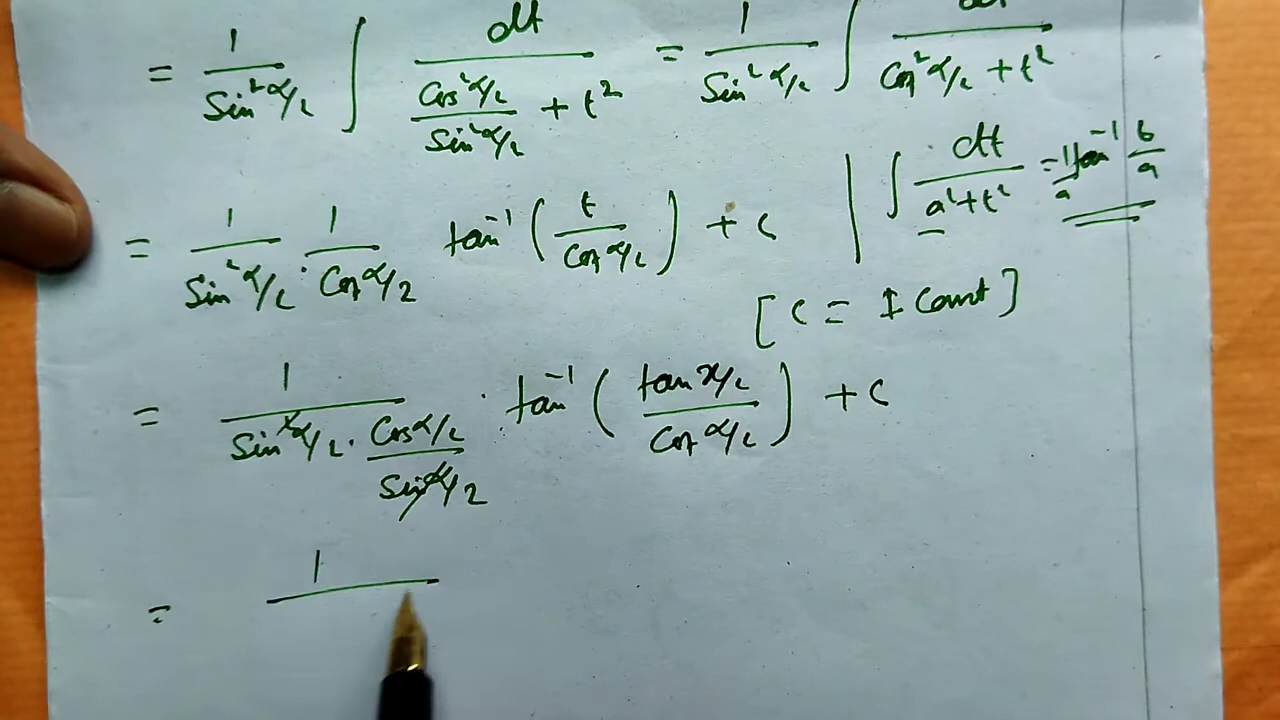 = 1/Sin²α/2 ∫ dt/(Cos²α/2/Sin²α/2 + t²) = 1/Sin²α/2 ∫ dt/(Cot²α/2 + t²)
∫ dt/(a²+t²) = 1/a tan⁻¹ t/a
= 1/Sin²α/2 · 1/Cotα/2 tan⁻¹(t/Cotα/2) + c
[c = I Const]
= 1/(Sin²α/2 · Cosα/2/Sinα/2) · tan⁻¹(tan x/2/Cotα/2) + c
= 1